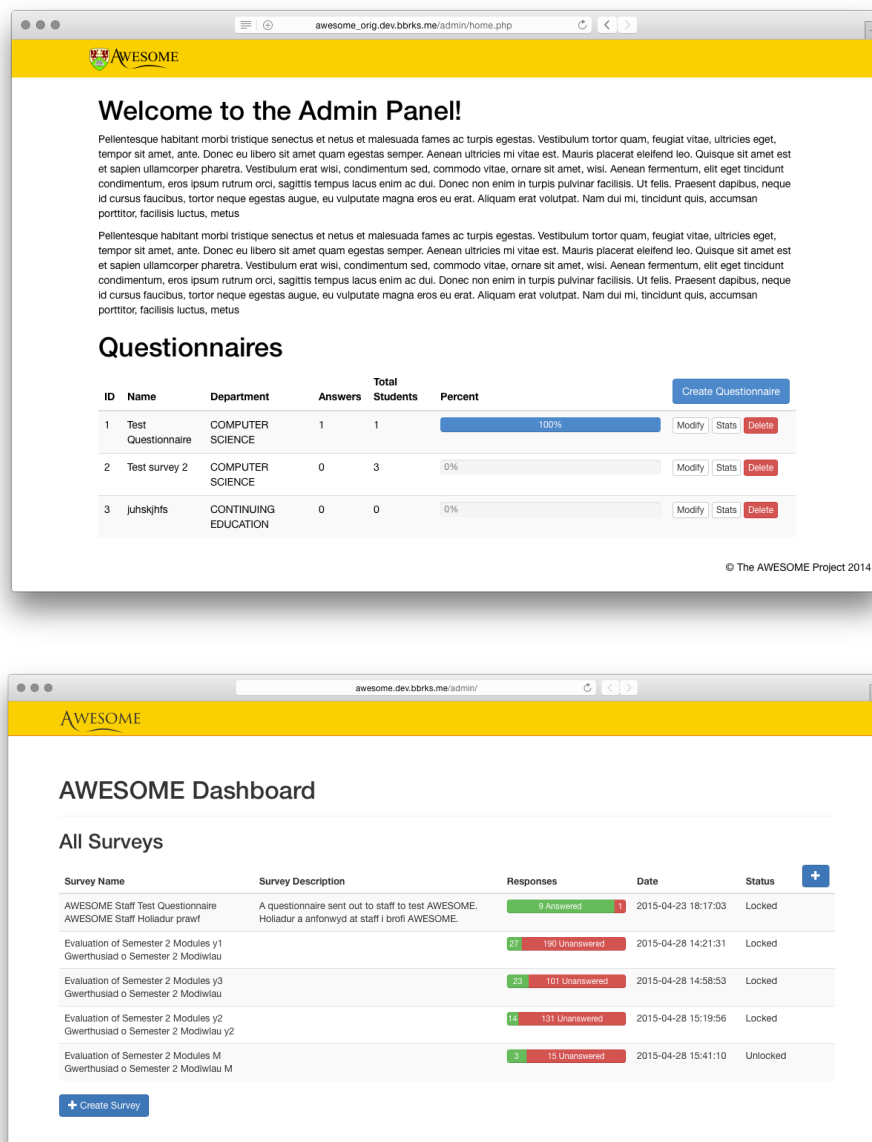 awesome_orig.dev.bbrks.me/admin/home.php
AWESOME
Welcome to the Admin Panel!
Pellentesque habitant morbi tristique senectus et netus et malesuada fames ac turpis egestas. Vestibulum tortor quam, feugiat vitae, ultricies eget,
tempor sit amet, ante. Donec eu libero sit amet quam egestas semper. Aenean ultricies mi vitae est. Mauris placerat eleifend leo. Quisque sit amet est
et sapien ullamcorper pharetra. Vestibulum erat wisi, condimentum sed, commodo vitae, ornare sit amet, wisi. Aenean fermentum, elit eget tincidunt
condimentum, eros ipsum rutrum orci, sagittis tempus lacus enim ac dui. Donec non enim in turpis pulvinar facilisis. Ut felis. Praesent dapibus, neque
id cursus faucibus, tortor neque egestas augue, eu vulputate magna eros eu erat. Aliquam erat volutpat. Nam dui mi, tincidunt quis, accumsan
porttitor, facilisis luctus, metus
Pellentesque habitant morbi tristique senectus et netus et malesuada fames ac turpis egestas. Vestibulum tortor quam, feugiat vitae, ultricies eget,
tempor sit amet, ante. Donec eu libero sit amet quam egestas semper. Aenean ultricies mi vitae est. Mauris placerat eleifend leo. Quisque sit amet est
et sapien ullamcorper pharetra. Vestibulum erat wisi, condimentum sed, commodo vitae, ornare sit amet, wisi. Aenean fermentum, elit eget tincidunt
condimentum, eros ipsum rutrum orci, sagittis tempus lacus enim ac dui. Donec non enim in turpis pulvinar facilisis. Ut felis. Praesent dapibus, neque
id cursus faucibus, tortor neque egestas augue, eu vulputate magna eros eu erat. Aliquam erat volutpat. Nam dui mi, tincidunt quis, accumsan
porttitor, facilisis luctus, metus
Questionnaires
ID Name Department Answers Total Students Percent Create Questionnaire
1 Test Questionnaire COMPUTER SCIENCE 1 1 100% Modify Stats Delete
2 Test survey 2 COMPUTER SCIENCE 0 3 0% Modify Stats Delete
3 juhskjhfs CONTINUING EDUCATION 0 0 0% Modify Stats Delete
© The AWESOME Project 2014
awesome.dev.bbrks.me/admin/
AWESOME
AWESOME Dashboard
All Surveys
Survey Name Survey Description Responses Date Status +
AWESOME Staff Test Questionnaire A questionnaire sent out to staff to test AWESOME. 9 Answered 1 2015-04-23 18:17:03 Locked
AWESOME Staff Holiadur prawf Holiadur a anfonwyd at staff i brofi AWESOME.
Evaluation of Semester 2 Modules y1 27 190 Unanswered 2015-04-28 14:21:31 Locked
Gwerthusiad o Semester 2 Modiwlau
Evaluation of Semester 2 Modules y3 23 101 Unanswered 2015-04-28 14:58:53 Locked
Gwerthusiad o Semester 2 Modiwlau
Evaluation of Semester 2 Modules y2 14 131 Unanswered 2015-04-28 15:19:56 Locked
Gwerthusiad o Semester 2 Modiwlau y2
Evaluation of Semester 2 Modules M 3 15 Unanswered 2015-04-28 15:41:10 Unlocked
Gwerthusiad o Semester 2 Modiwlau M
+ Create Survey